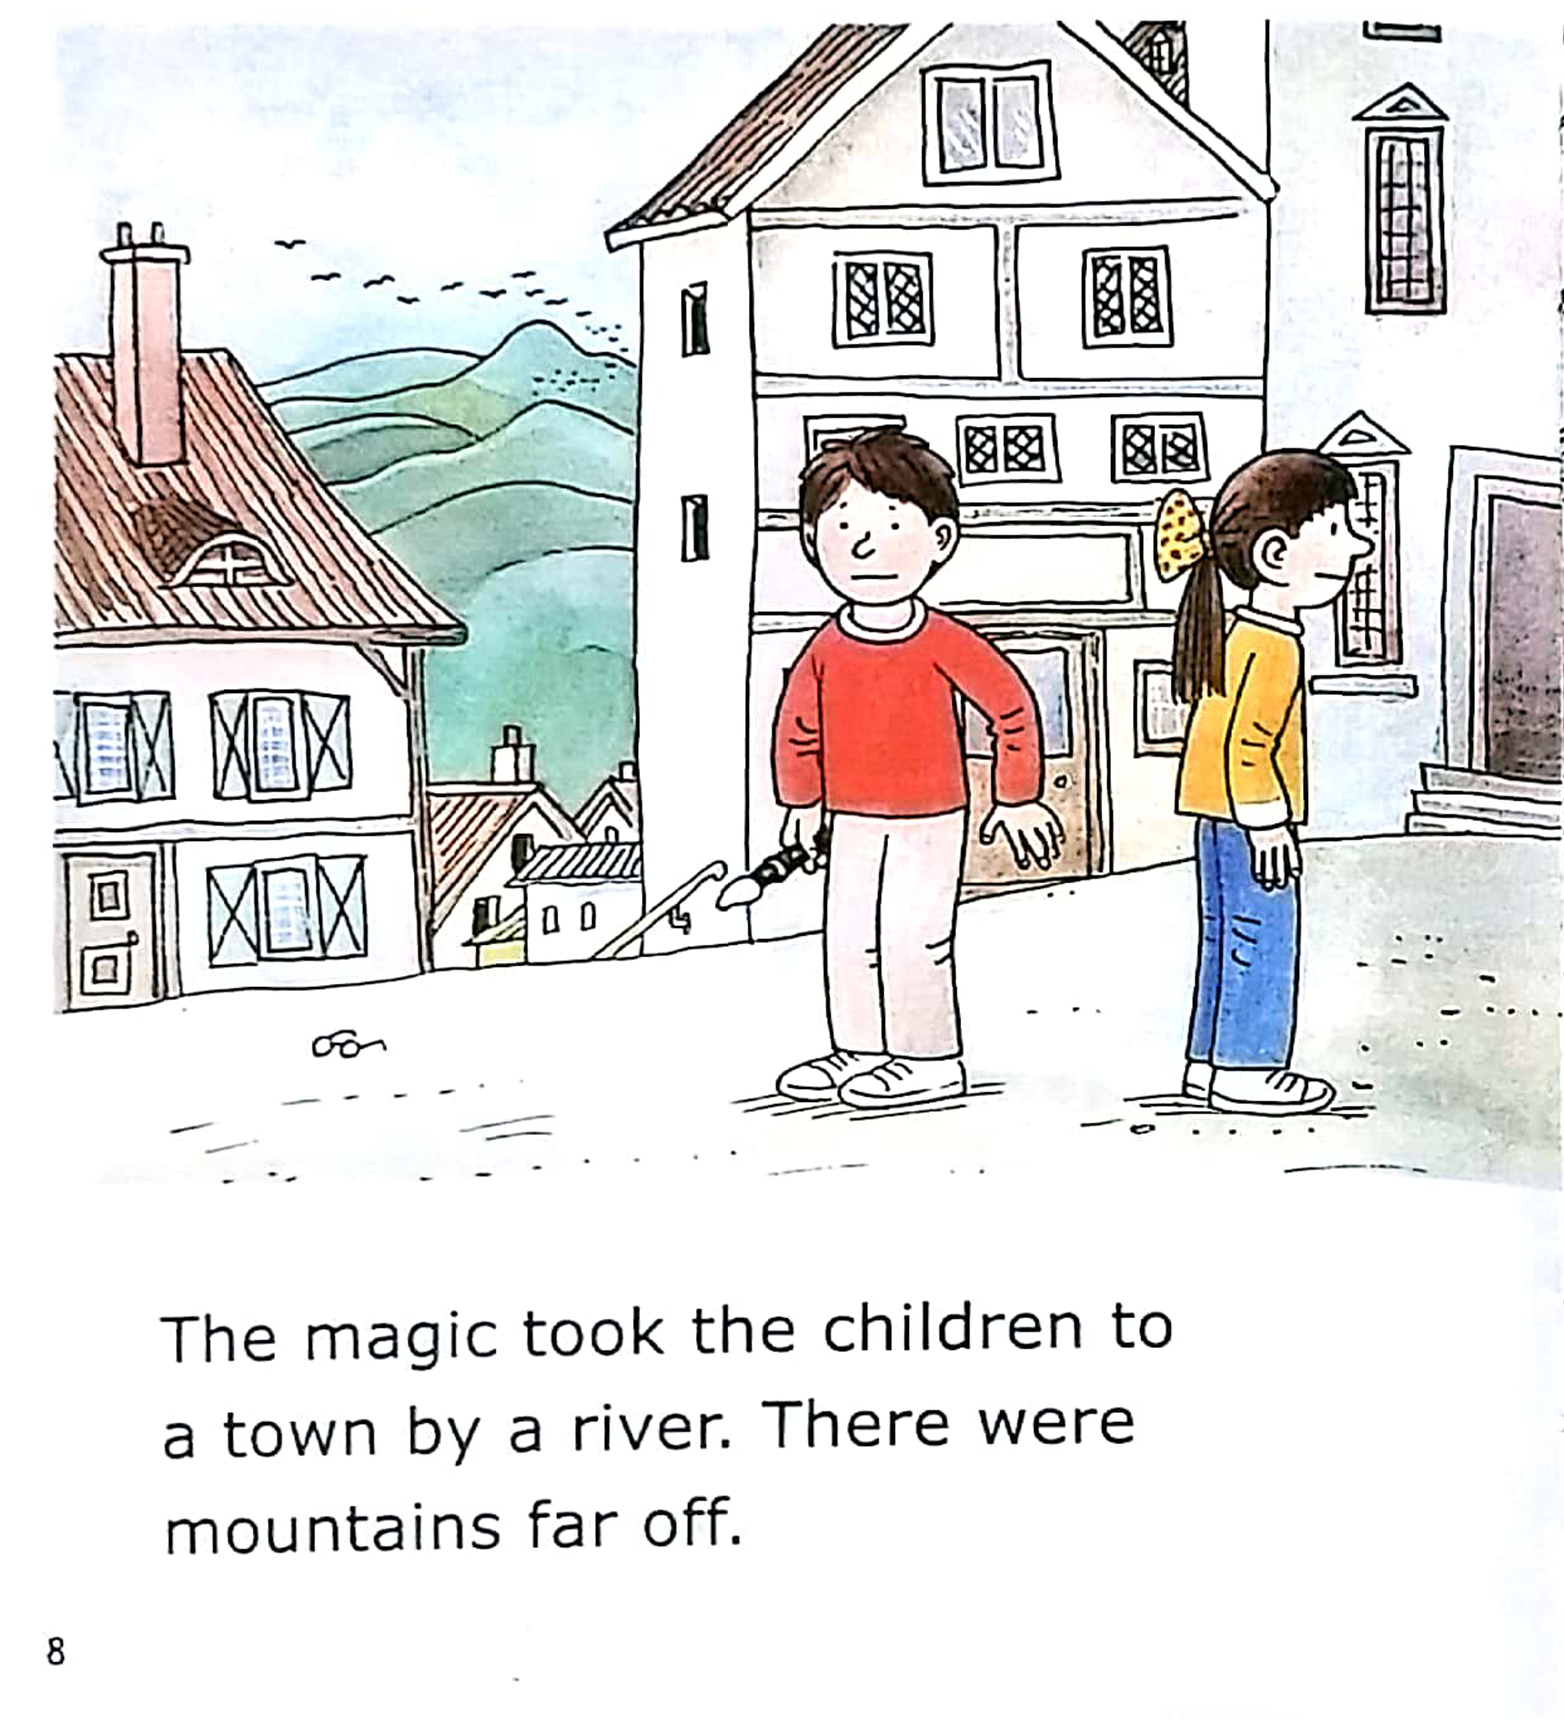 The magic took the children to
a town by a river. There were
mountains far off.
8